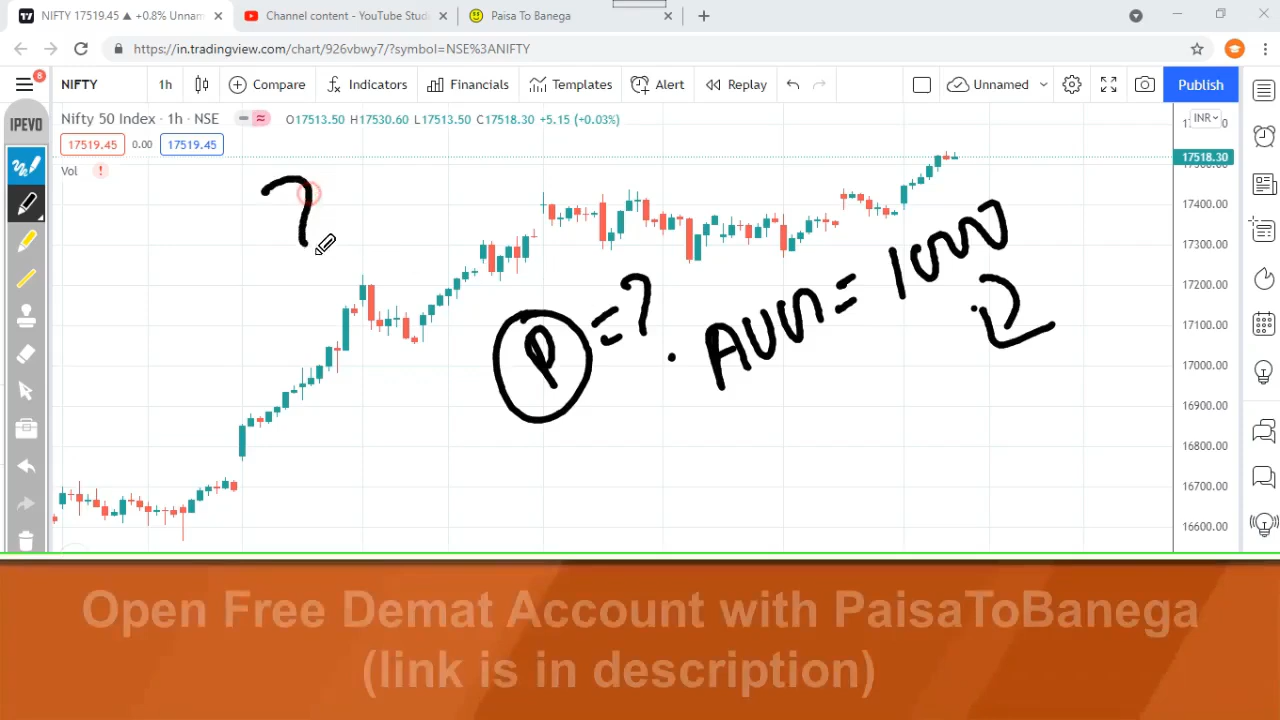 NIFTY 17519.45 ▲ +0.8% Unnam
Channel content - YouTube Studi
Paisa To Banega
https://in.tradingview.com/chart/926vbwy7/?symbol=NSE%3ANIFTY
8
NIFTY
1h
Compare
Indicators
Financials
Templates
Alert
Replay
Unnamed
Publish
IPEVO
Nifty 50 Index · 1h · NSE
O17513.50 H17530.60 L17513.50 C17518.30 +5.15 (+0.03%)
INR
17519.45
0.00
17519.45
Vol
!
17518.30
17400.00
17300.00
17200.00
17100.00
17000.00
16900.00
16800.00
16700.00
16600.00
?
P = ?
AUM = 1000
Open Free Demat Account with PaisaToBanega
(link is in description)